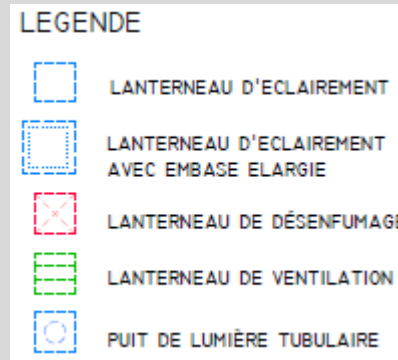 LEGENDE
LANTERNEAU D'ECLAIREMENT
LANTERNEAU D'ECLAIREMENT
AVEC EMBASE ELARGIE
LANTERNEAU DE DÉSENFUMAGE
LANTERNEAU DE VENTILATION
PUIT DE LUMIÈRE TUBULAIRE